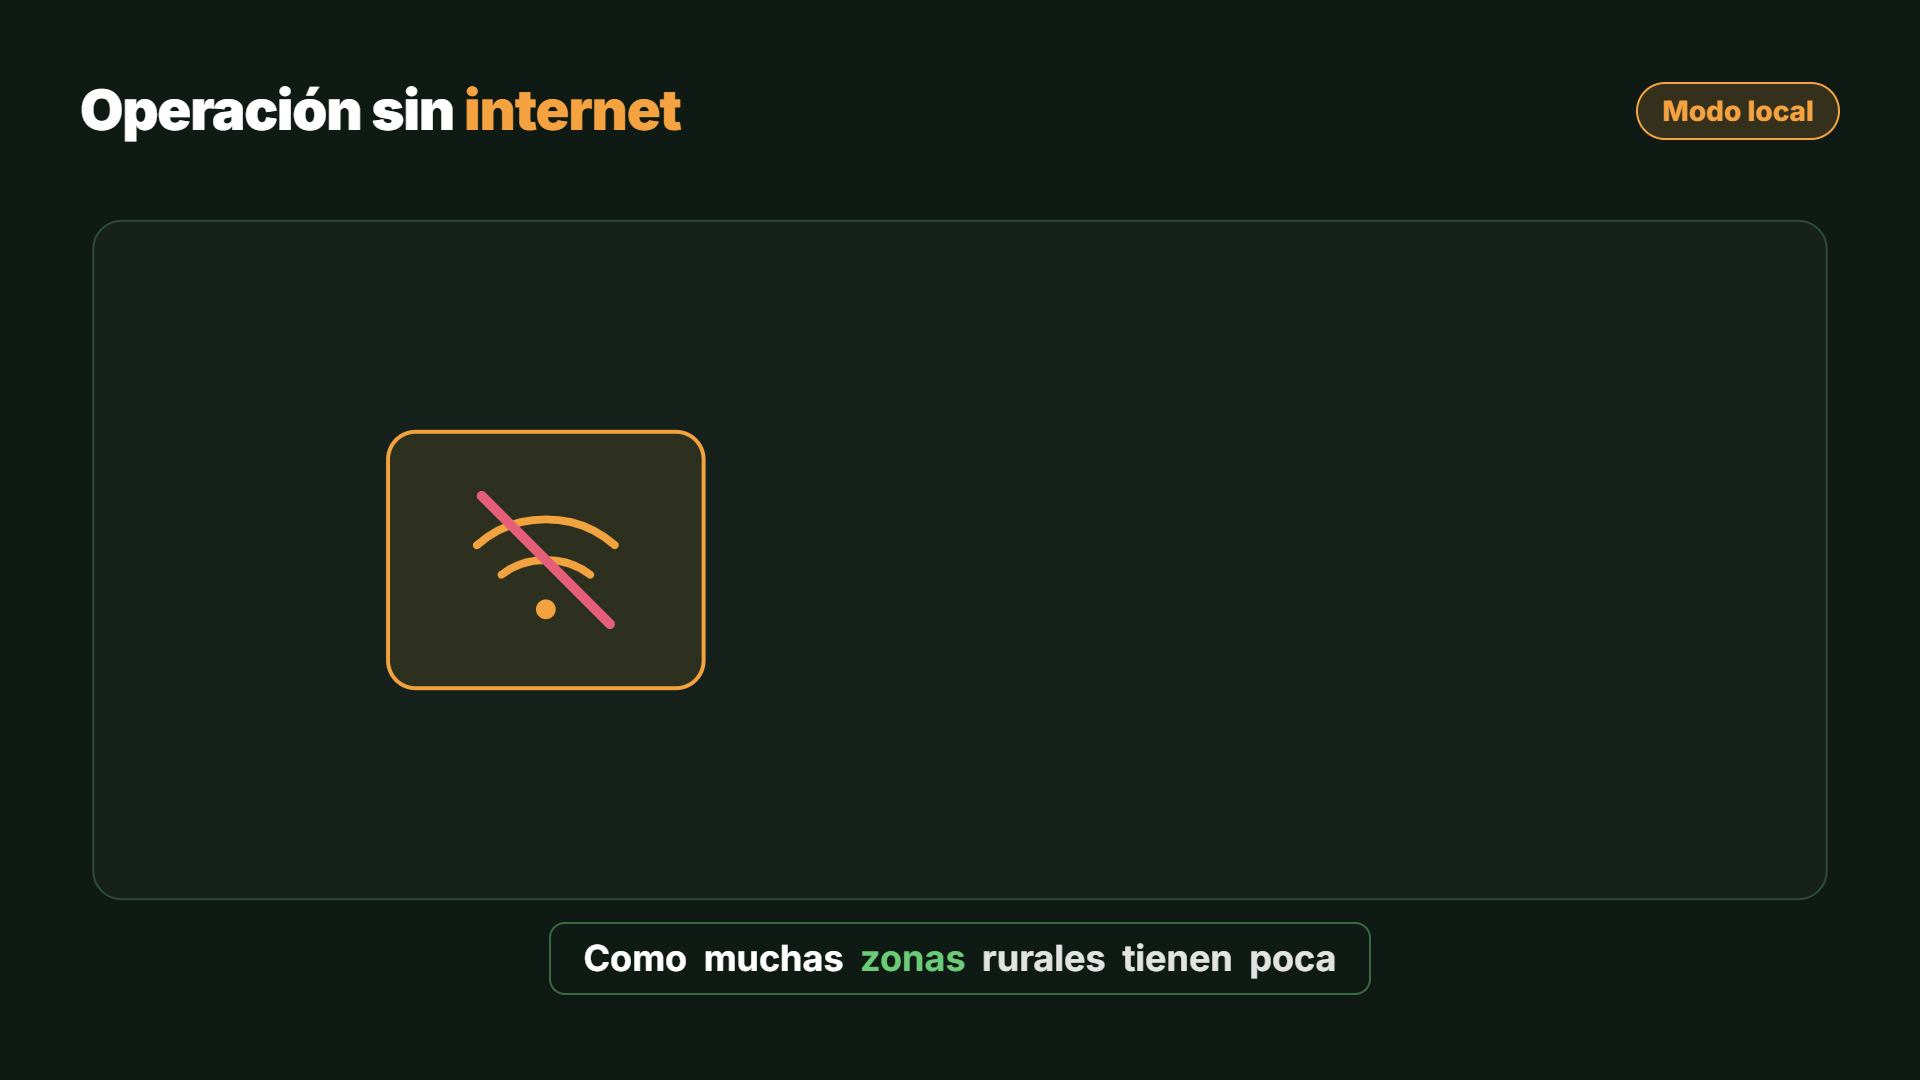 Operación sin internet
Modo local
Como muchas zonas rurales tienen poca